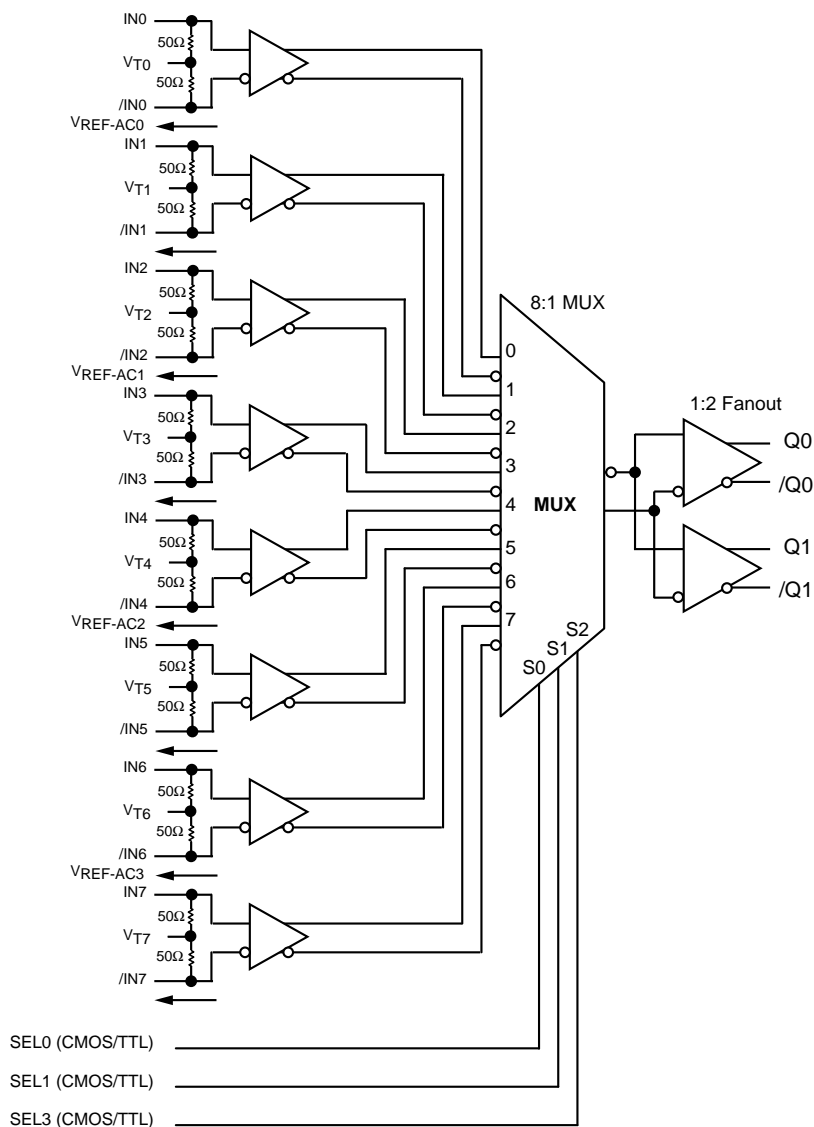 IN0
50Ω
VT0
50Ω
/IN0
VREF-AC0
IN1
50Ω
VT1
50Ω
/IN1
IN2
50Ω
VT2
50Ω
/IN2
VREF-AC1
IN3
50Ω
VT3
50Ω
/IN3
IN4
50Ω
VT4
50Ω
/IN4
VREF-AC2
IN5
50Ω
VT5
50Ω
/IN5
IN6
50Ω
VT6
50Ω
/IN6
VREF-AC3
IN7
50Ω
VT7
50Ω
/IN7
8:1 MUX
0
1
2
3
4
5
6
7
MUX
S0
S1
S2
1:2 Fanout
Q0
/Q0
Q1
/Q1
SEL0 (CMOS/TTL)
SEL1 (CMOS/TTL)
SEL3 (CMOS/TTL)